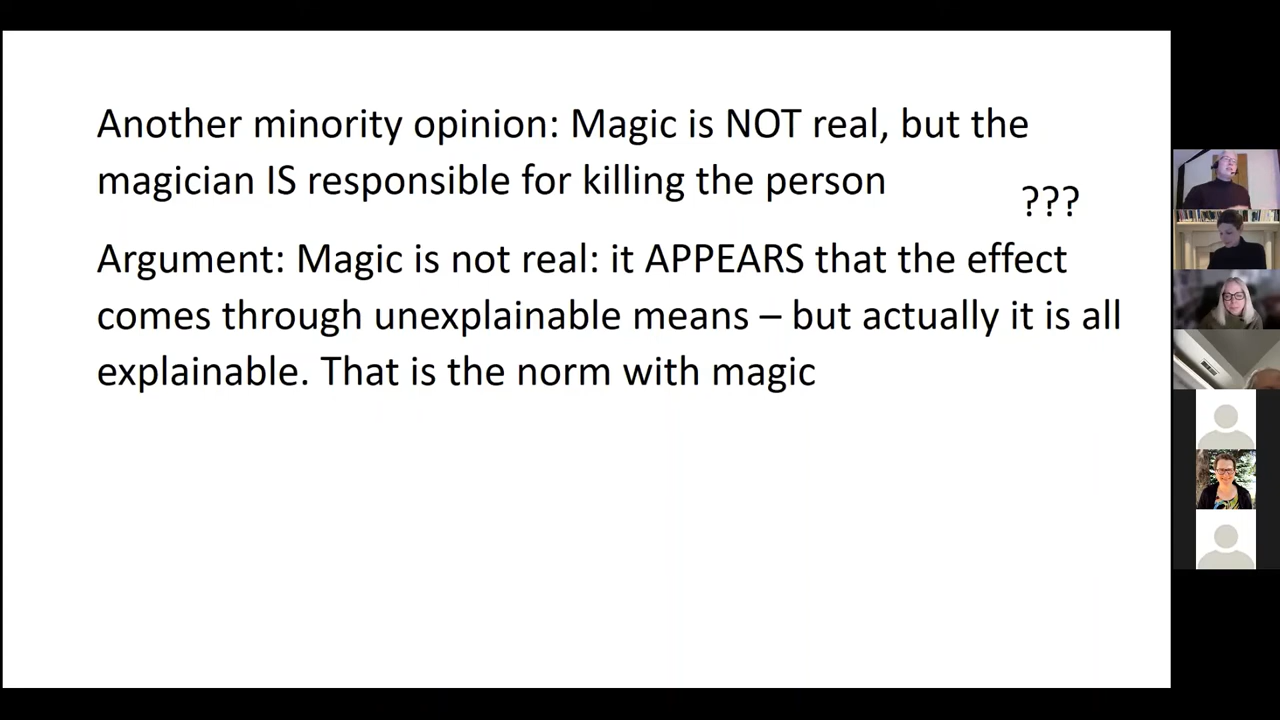 Another minority opinion: Magic is NOT real, but the
magician IS responsible for killing the person
???
Argument: Magic is not real: it APPEARS that the effect
comes through unexplainable means – but actually it is all
explainable. That is the norm with magic